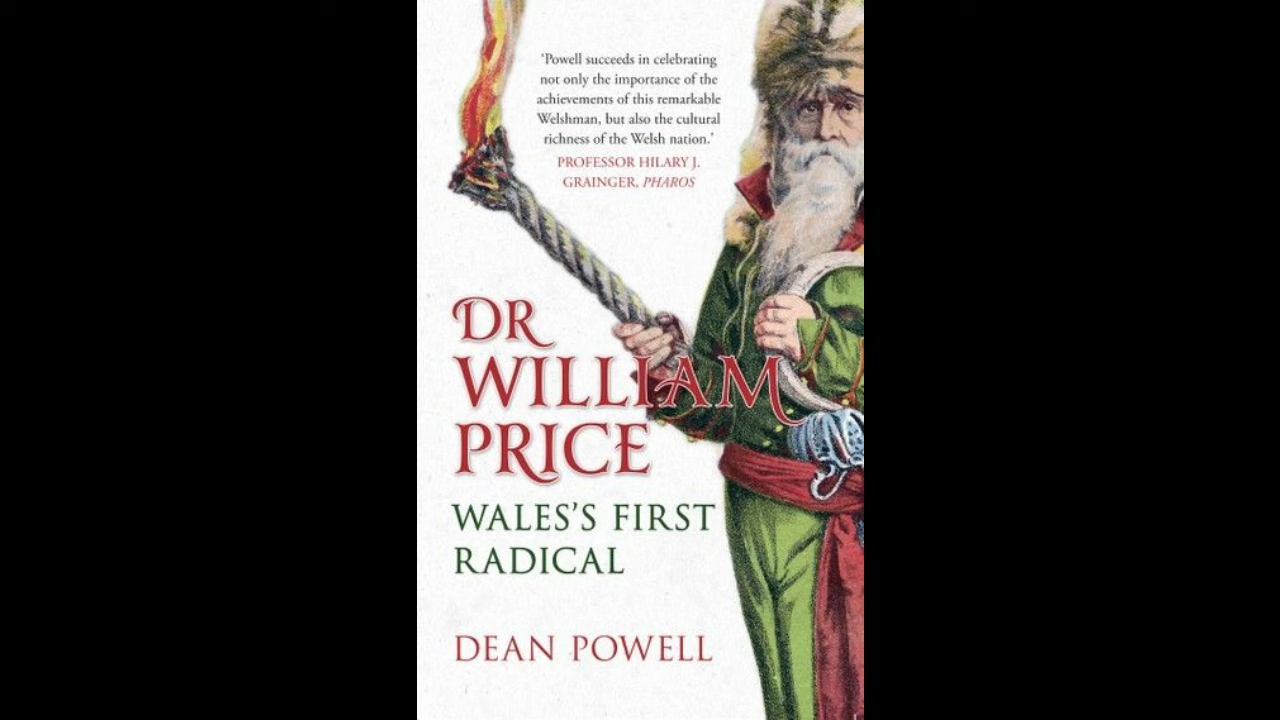 ‘Powell succeeds in celebrating
not only the importance of the
achievements of this remarkable
Welshman, but also the cultural
richness of the Welsh nation.’
PROFESSOR HILARY J.
GRAINGER, PHAROS
DR
WILLIAM
PRICE
WALES’S FIRST
RADICAL
DEAN POWELL